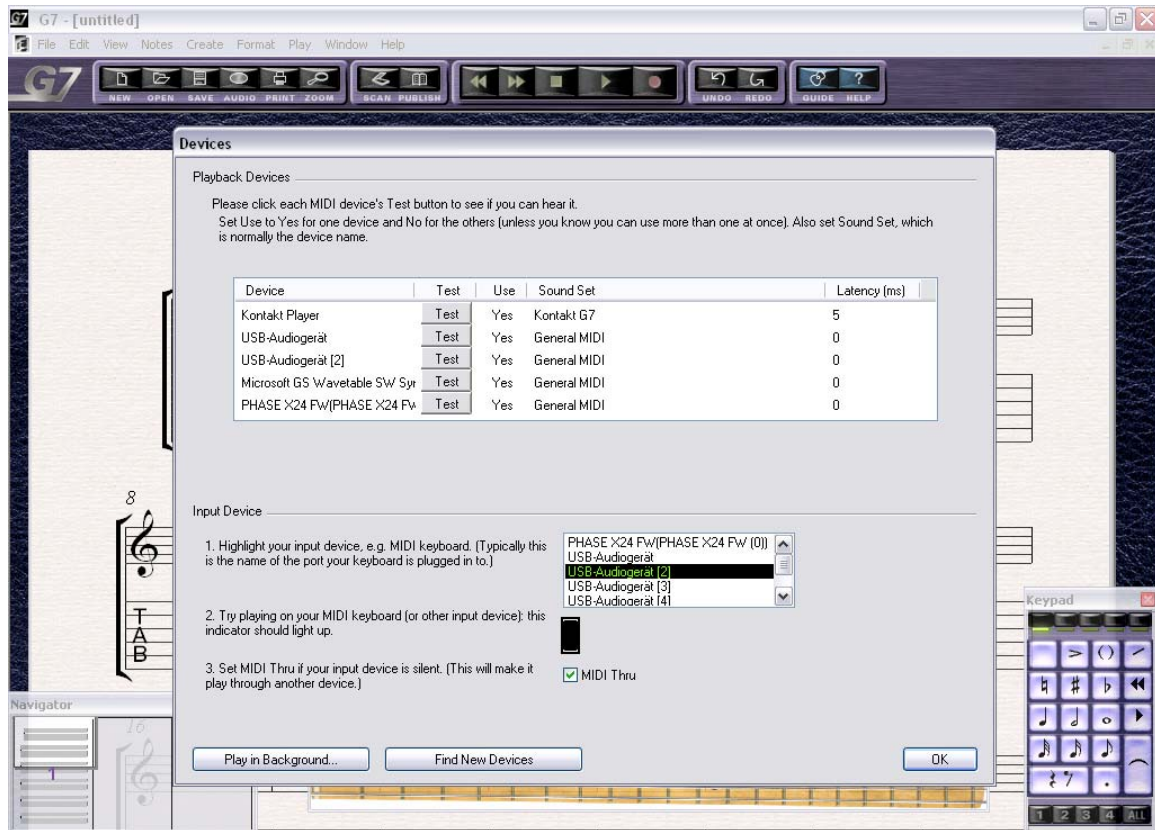 G7 - [untitled]
File Edit View Notes Create Format Play Window Help
G7
NEW OPEN SAVE AUDIO PRINT ZOOM SCAN PUBLISH UNDO REDO GUIDE HELP
Devices
Playback Devices
Please click each MIDI device's Test button to see if you can hear it.
Set Use to Yes for one device and No for the others (unless you know you can use more than one at once). Also set Sound Set, which
is normally the device name.
Device Test Use Sound Set Latency (ms)
Kontakt Player Test Yes Kontakt G7 5
USB-Audiogerät Test Yes General MIDI 0
USB-Audiogerät [2] Test Yes General MIDI 0
Microsoft GS Wavetable SW Syr Test Yes General MIDI 0
PHASE X24 FW(PHASE X24 FW Test Yes General MIDI 0
8
Input Device
1. Highlight your input device, e.g. MIDI keyboard. (Typically this
is the name of the port your keyboard is plugged in to.)
PHASE X24 FW(PHASE X24 FW (0))
USB-Audiogerät
USB-Audiogerät [2]
USB-Audiogerät [3]
USB-Audiogerät [4]
2. Try playing on your MIDI keyboard (or other input device): this
indicator should light up.
3. Set MIDI Thru if your input device is silent. (This will make it
play through another device.)
MIDI Thru
T
A
B
Keypad
Navigator
16
1
Play in Background... Find New Devices OK
1 2 3 4 ALL